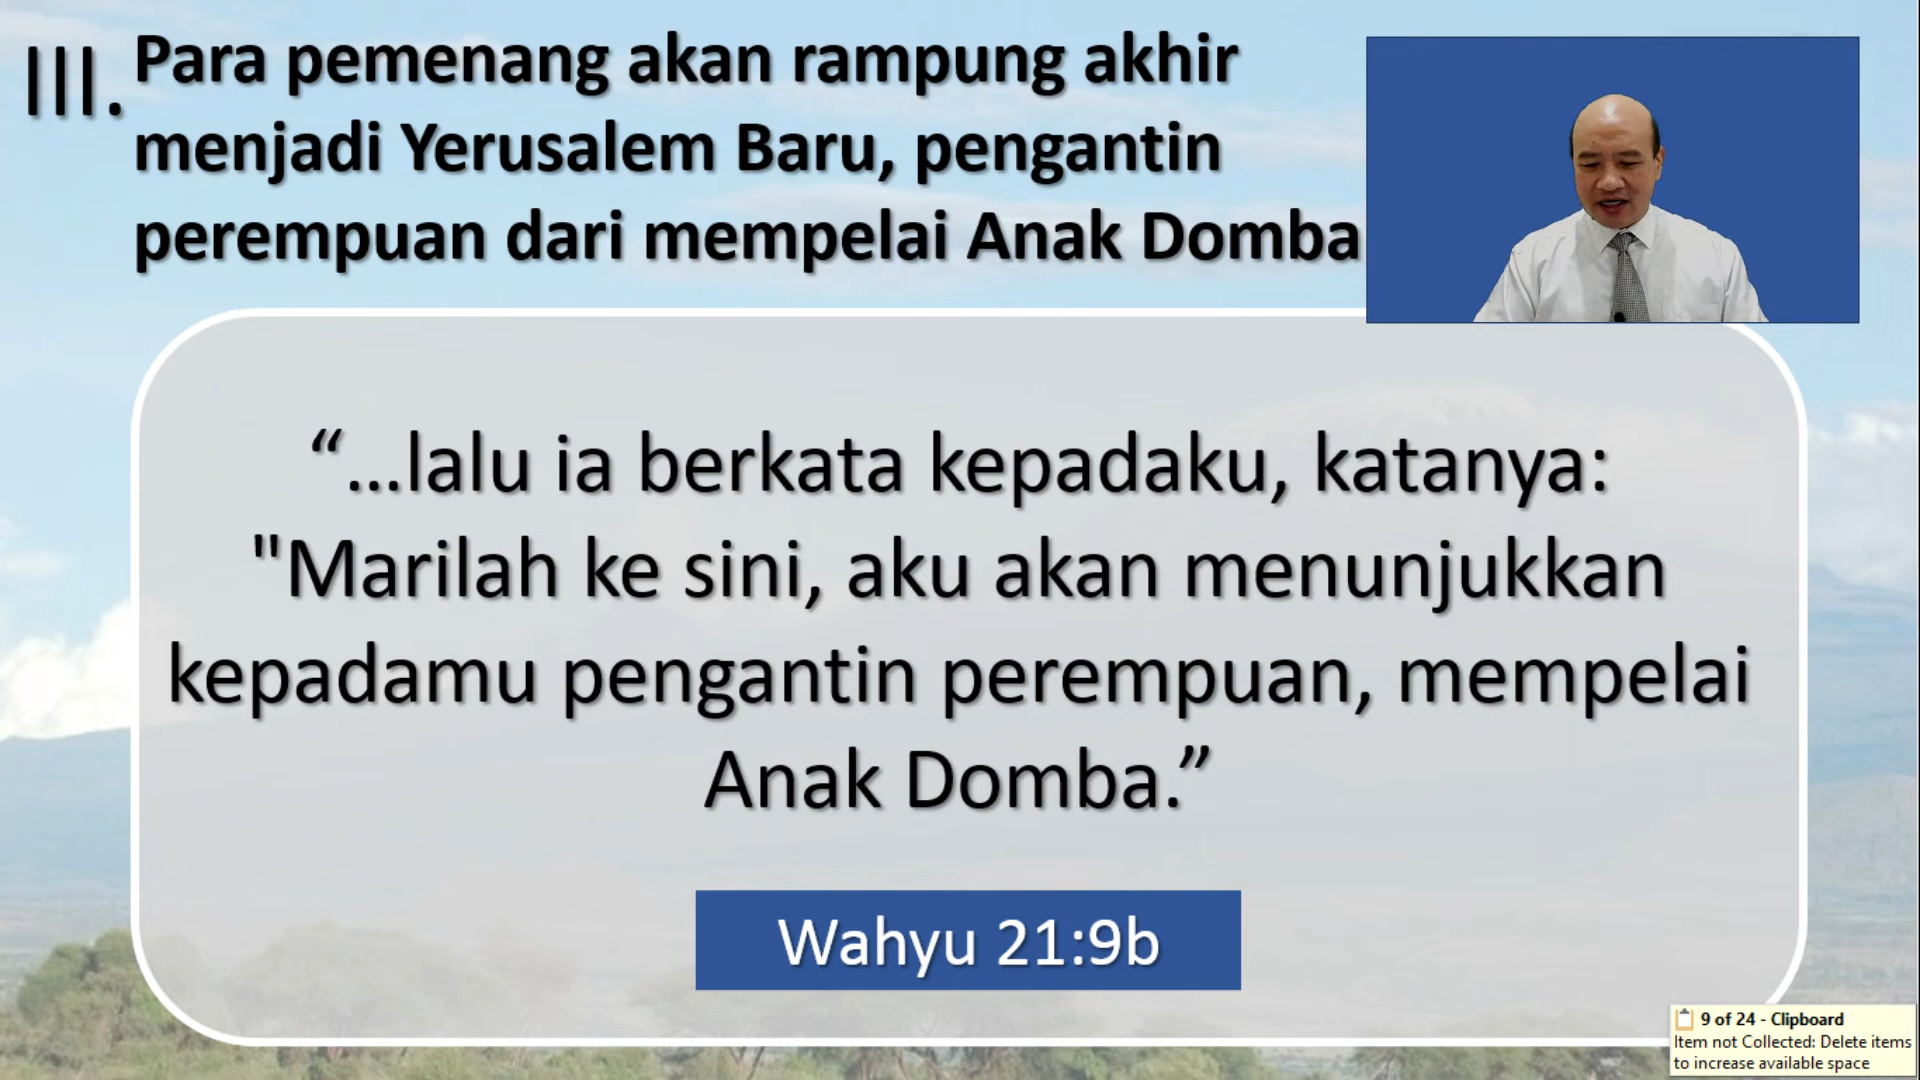 III. Para pemenang akan rampung akhir
menjadi Yerusalem Baru, pengantin
perempuan dari mempelai Anak Domba
“…lalu ia berkata kepadaku, katanya:
"Marilah ke sini, aku akan menunjukkan
kepadamu pengantin perempuan, mempelai
Anak Domba.”
Wahyu 21:9b
9 of 24 - Clipboard
Item not Collected: Delete items
to increase available space